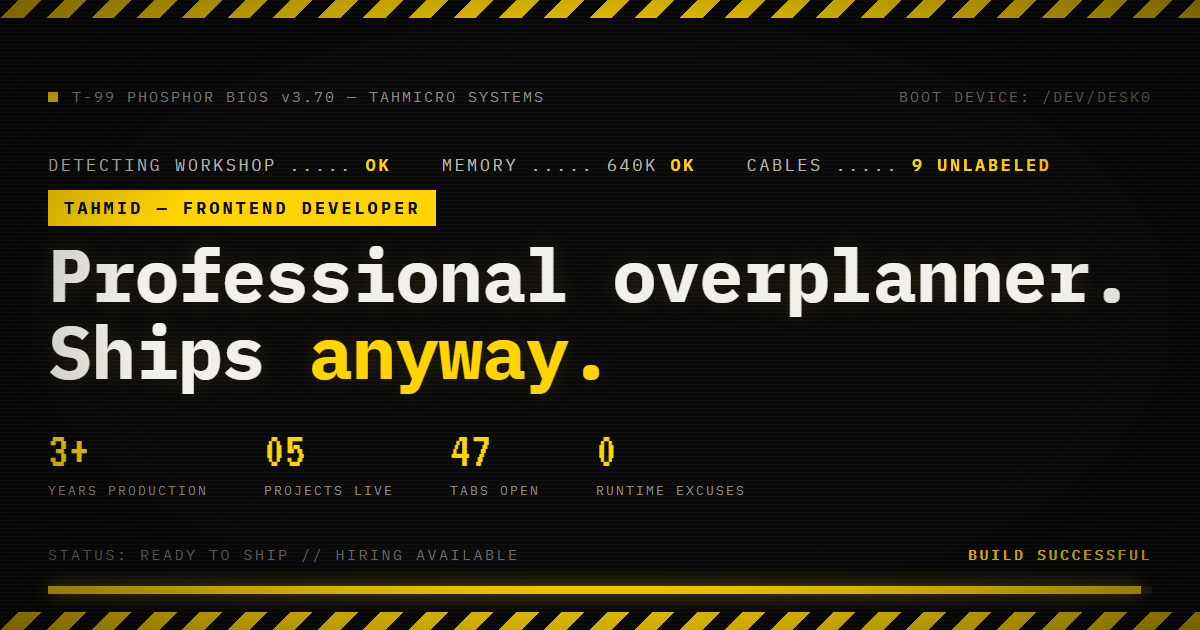 T-99 PHOSPHOR BIOS v3.70 — TAHMICRO SYSTEMS
BOOT DEVICE: /DEV/DESK0
DETECTING WORKSHOP ..... OK MEMORY ..... 640K OK CABLES ..... 9 UNLABELED
TAHMID — FRONTEND DEVELOPER
Professional overplanner.
Ships anyway.
3+ 05 47 0
YEARS PRODUCTION PROJECTS LIVE TABS OPEN RUNTIME EXCUSES
STATUS: READY TO SHIP // HIRING AVAILABLE
BUILD SUCCESSFUL